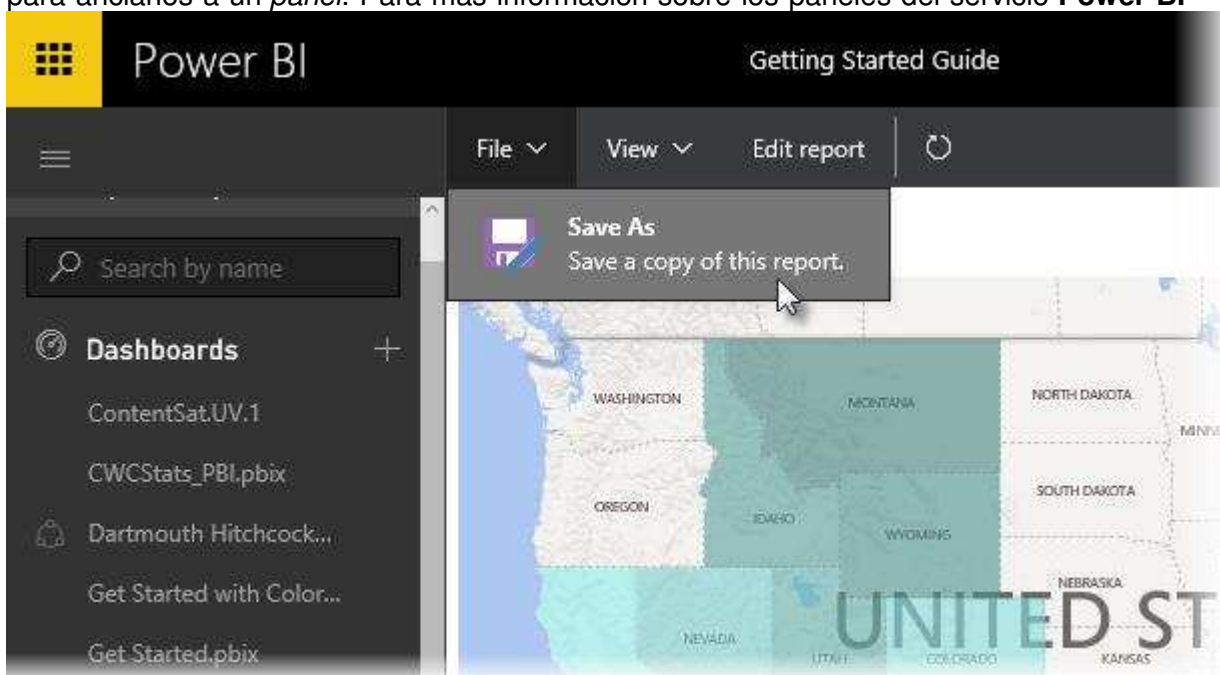 para anclarlos a un panel. Para más información sobre los paneles del servicio Power BI
Power BI
Getting Started Guide
File
View
Edit report
Save As
Save a copy of this report.
Search by name
Dashboards
ContentSat.UV.1
CWCStats_PBI.pbix
Dartmouth Hitchcock...
Get Started with Color...
Get Started.pbix
WASHINGTON
MONTANA
NORTH DAKOTA
MINN
OREGON
IDAHO
WYOMING
SOUTH DAKOTA
NEBRASKA
UNITED ST
NEVADA
UTAH
COLORADO
KANSAS